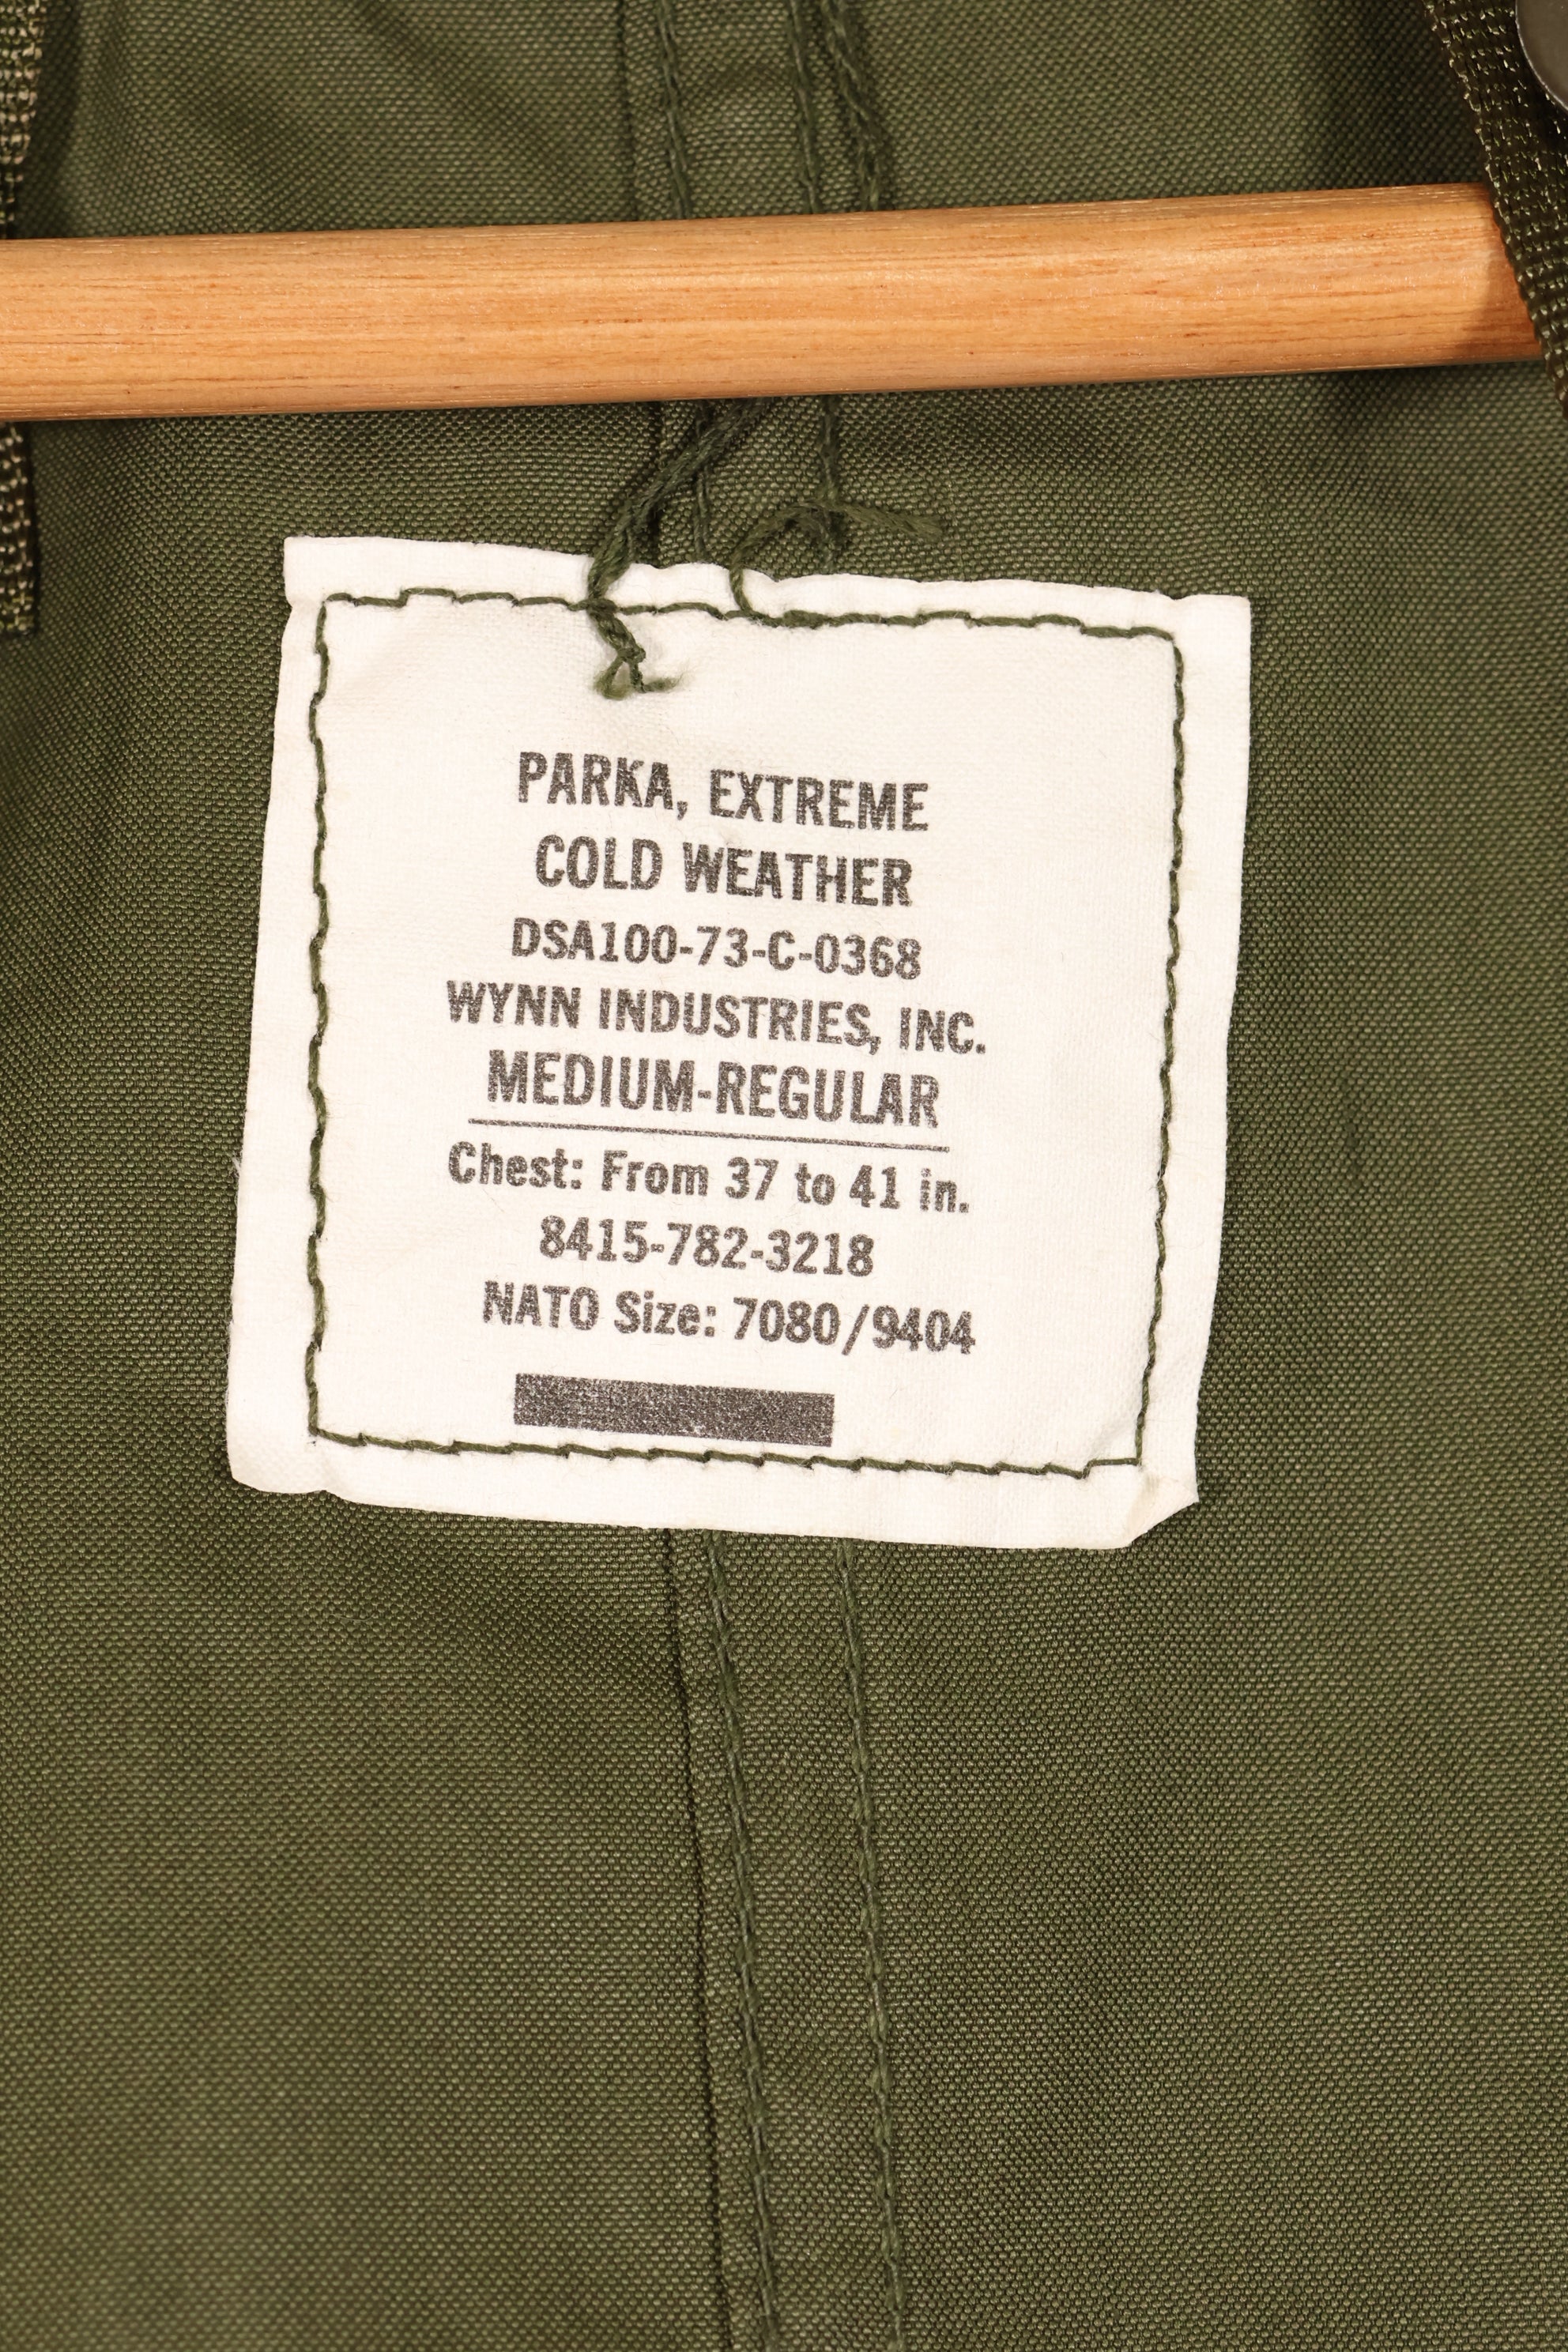 PARKA, EXTREME
COLD WEATHER
DSA100-73-C-0368
WYNN INDUSTRIES, INC.
MEDIUM-REGULAR
Chest: From 37 to 41 in.
8415-782-3218
NATO Size: 7080/9404